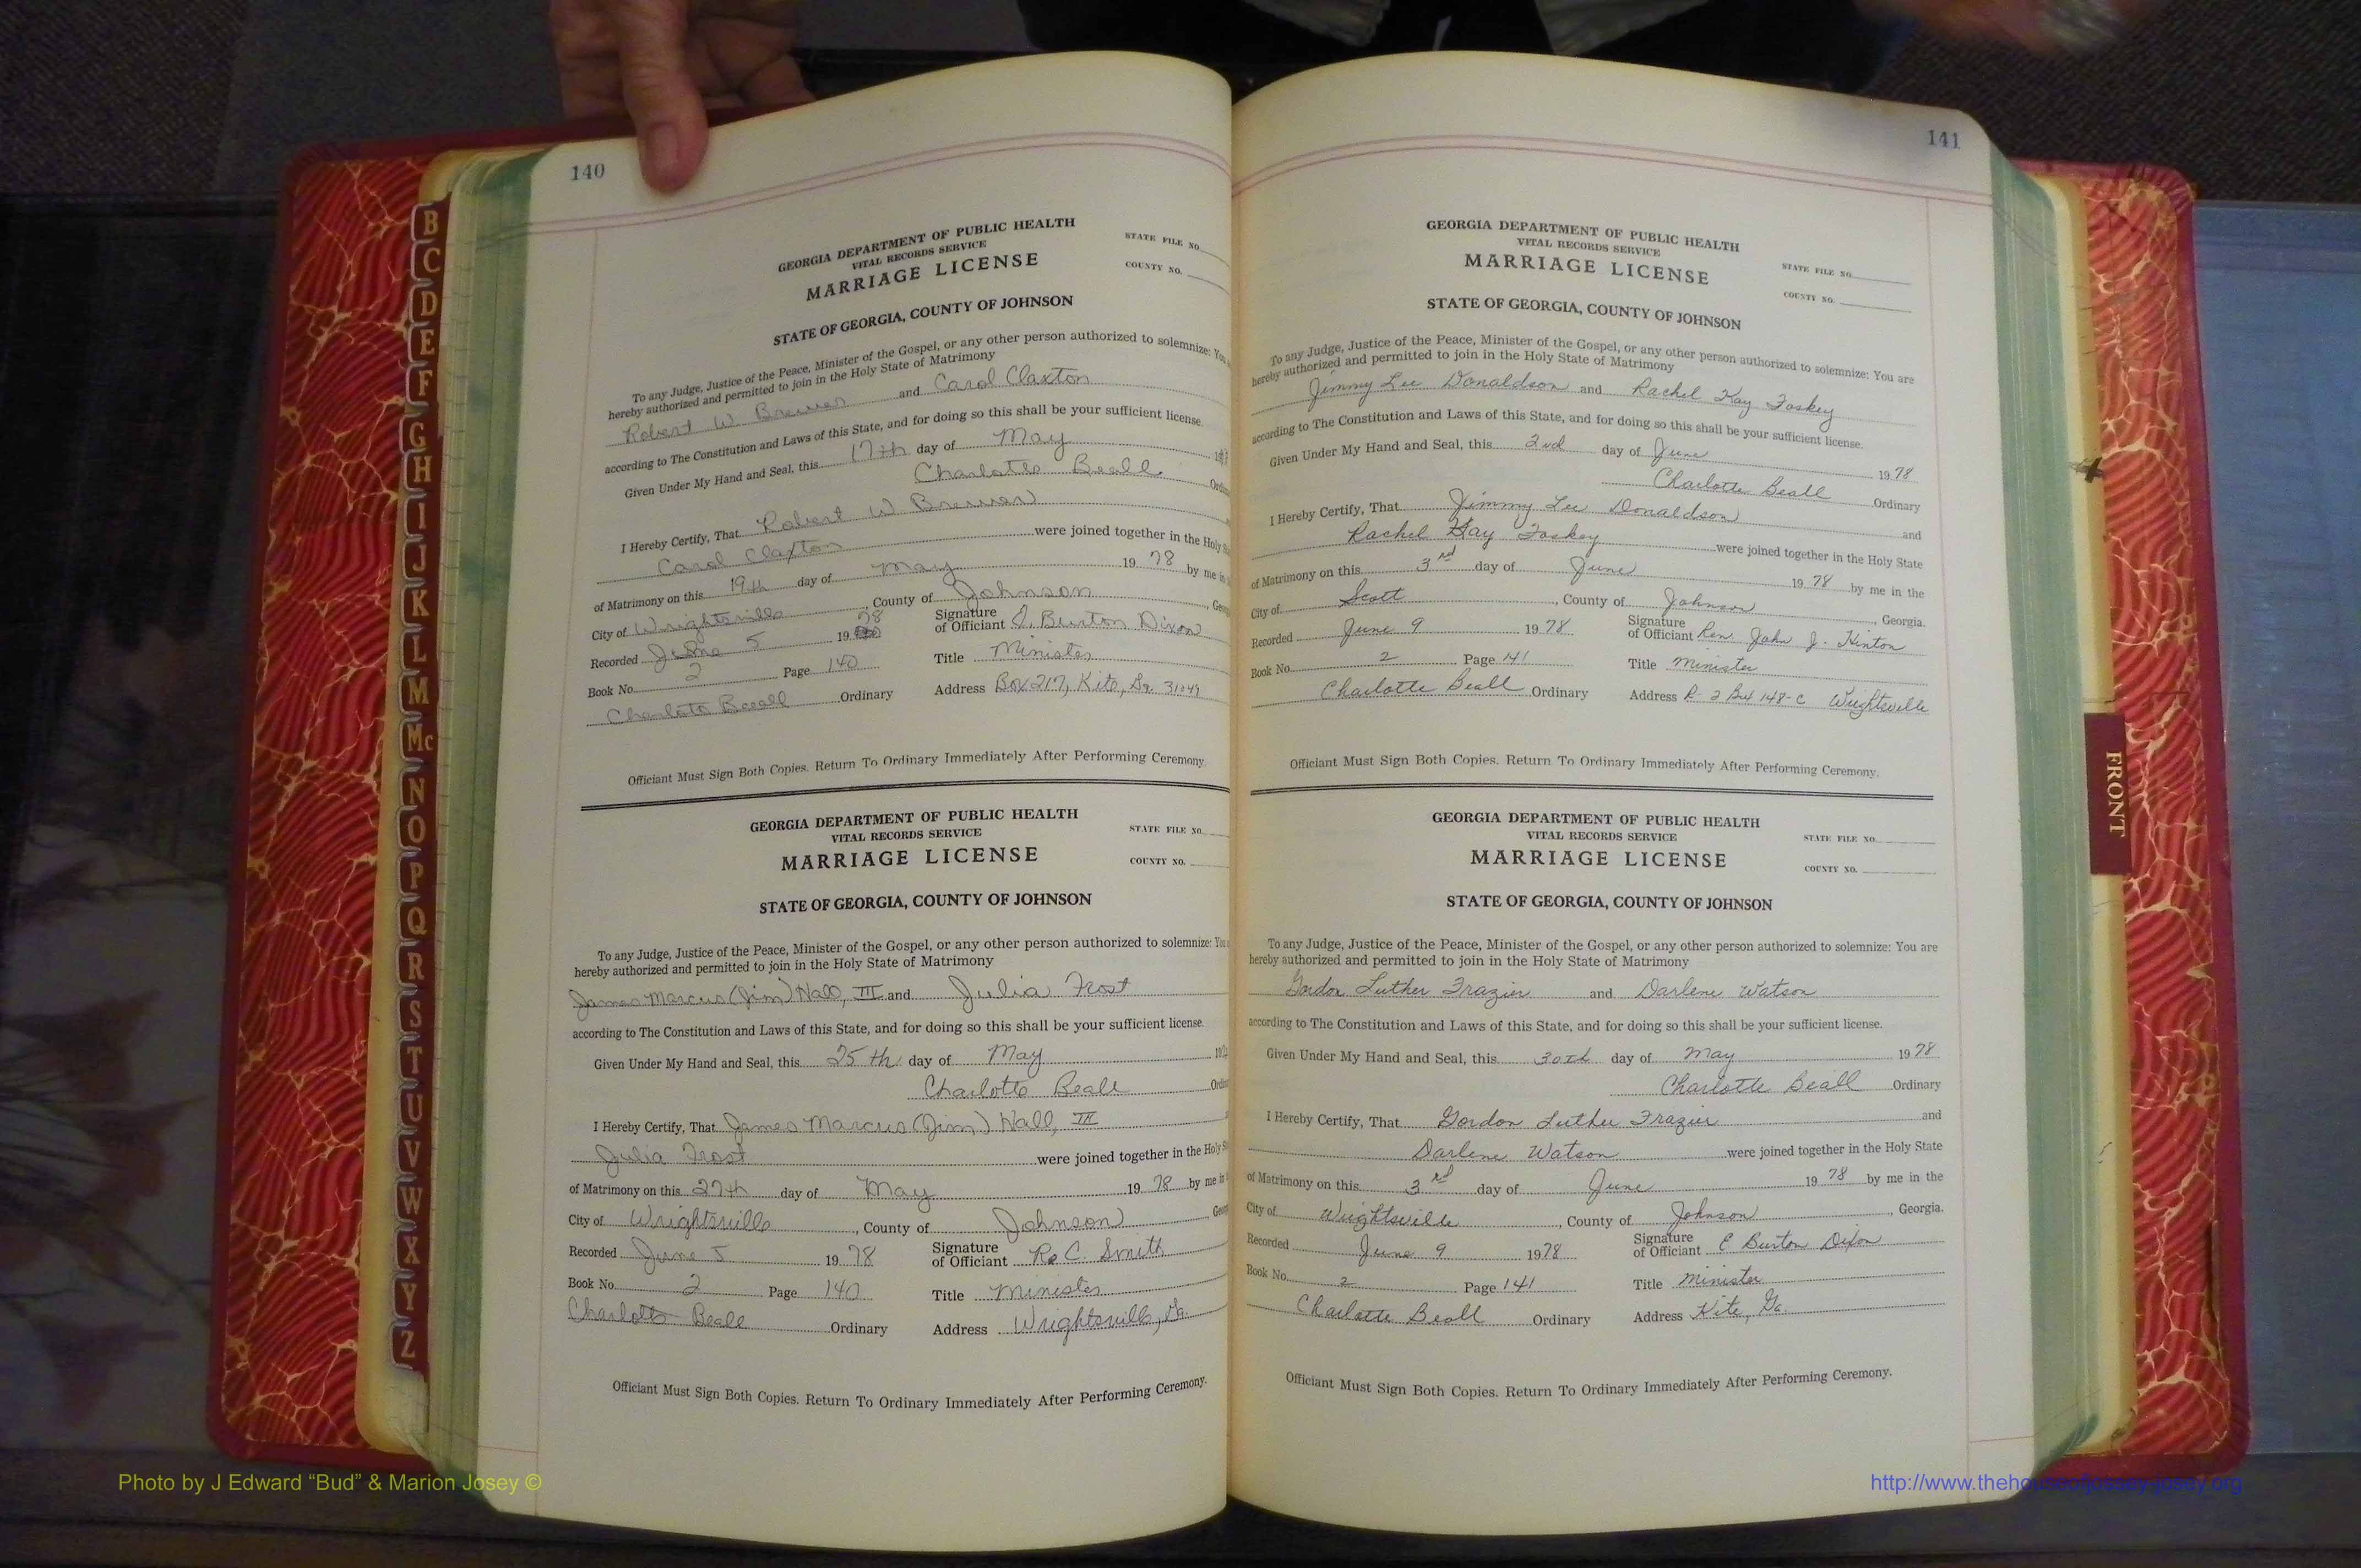 140
GEORGIA DEPARTMENT OF PUBLIC HEALTH
VITAL RECORDS SERVICE
MARRIAGE LICENSE
STATE FILE NO.
COUNTY NO.
STATE OF GEORGIA, COUNTY OF JOHNSON
To any Judge, Justice of the Peace, Minister of the Gospel, or any other person authorized to solemnize: You
hereby authorized and permitted to join in the Holy State of Matrimony
Robert W. Brewer and Carol Claxton
according to The Constitution and Laws of this State, and for doing so this shall be your sufficient license.
Given Under My Hand and Seal, this 17th day of May
Charlotte Beall
I Hereby Certify, That Robert W Brewer
Carol Claxton were joined together in the Holy
of Matrimony on this 19th day of May 19 78 by me in
City of Wrightsville, County of Johnson
Recorded June 5 19 78 Signature of Officiant E. Burton Dixon
Book No. 2 Page 140 Title Minister
Charlotte Beall Ordinary Address Box 217, Kite, Ga. 31049
Officiant Must Sign Both Copies. Return To Ordinary Immediately After Performing Ceremony.
GEORGIA DEPARTMENT OF PUBLIC HEALTH
VITAL RECORDS SERVICE
MARRIAGE LICENSE
STATE FILE NO.
COUNTY NO.
STATE OF GEORGIA, COUNTY OF JOHNSON
To any Judge, Justice of the Peace, Minister of the Gospel, or any other person authorized to solemnize: You
hereby authorized and permitted to join in the Holy State of Matrimony
James Marcus (Jim) Hall, III and Julia Frost
according to The Constitution and Laws of this State, and for doing so this shall be your sufficient license.
Given Under My Hand and Seal, this 25th day of May
Charlotte Beall
I Hereby Certify, That James Marcus (Jim) Hall, III
Julia Frost were joined together in the Holy
of Matrimony on this 27th day of May 19 78 by me in
City of Wrightsville, County of Johnson
Recorded June 5 19 78 Signature of Officiant C. Smith
Book No. 2 Page 140 Title Minister
Charlotte Beall Ordinary Address Wrightsville, Ga.
Officiant Must Sign Both Copies. Return To Ordinary Immediately After Performing Ceremony.
141
GEORGIA DEPARTMENT OF PUBLIC HEALTH
VITAL RECORDS SERVICE
MARRIAGE LICENSE
STATE FILE NO.
COUNTY NO.
STATE OF GEORGIA, COUNTY OF JOHNSON
To any Judge, Justice of the Peace, Minister of the Gospel, or any other person authorized to solemnize: You are
hereby authorized and permitted to join in the Holy State of Matrimony
Jimmy Lee Donaldson and Rachel Kay Foskey
according to The Constitution and Laws of this State, and for doing so this shall be your sufficient license.
Given Under My Hand and Seal, this 2nd day of June 19 78
Charlotte Beall Ordinary
I Hereby Certify, That Jimmy Lee Donaldson and
Rachel Kay Foskey were joined together in the Holy State
of Matrimony on this 3rd day of June 19 78 by me in the
City of Scott, County of Johnson, Georgia.
Recorded June 9 19 78 Signature of Officiant Rev. John J. Hinton
Book No. 2 Page 141 Title Minister
Charlotte Beall Ordinary Address R-2 Box 148-C Wrightsville
Officiant Must Sign Both Copies. Return To Ordinary Immediately After Performing Ceremony.
GEORGIA DEPARTMENT OF PUBLIC HEALTH
VITAL RECORDS SERVICE
MARRIAGE LICENSE
STATE FILE NO.
COUNTY NO.
STATE OF GEORGIA, COUNTY OF JOHNSON
To any Judge, Justice of the Peace, Minister of the Gospel, or any other person authorized to solemnize: You are
hereby authorized and permitted to join in the Holy State of Matrimony
Gordon Luther Frazier and Darlene Watson
according to The Constitution and Laws of this State, and for doing so this shall be your sufficient license.
Given Under My Hand and Seal, this 30th day of May 19 78
Charlotte Beall Ordinary
I Hereby Certify, That Gordon Luther Frazier and
Darlene Watson were joined together in the Holy State
of Matrimony on this 3rd day of June 19 78 by me in the
City of Wrightsville, County of Johnson, Georgia.
Recorded June 9 1978 Signature of Officiant E Burton Dixon
Book No. 2 Page 141 Title Minister
Charlotte Beall Ordinary Address Kite, Ga.
Officiant Must Sign Both Copies. Return To Ordinary Immediately After Performing Ceremony.
B
C
D
E
F
G
H
I
J
K
L
M
Mc
N
O
P
Q
R
S
T
U
V
W
X
Y
Z
FRONT
Photo by J Edward “Bud” & Marion Josey ©
http://www.thehouseofjossey-josey.org